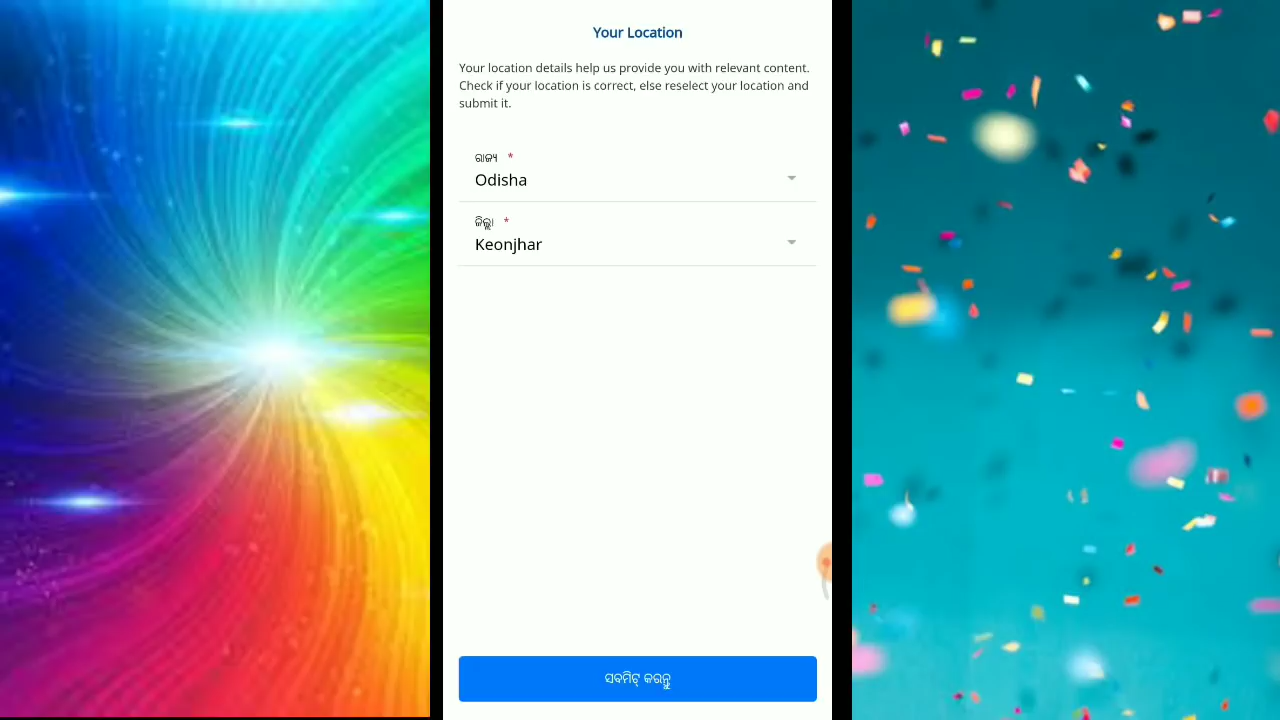 Your Location
Your location details help us provide you with relevant content.
Check if your location is correct, else reselect your location and
submit it.
ରାଜ୍ୟ *
Odisha
ଜିଲ୍ଲା *
Keonjhar
ସବମିଟ୍ କରନ୍ତୁ